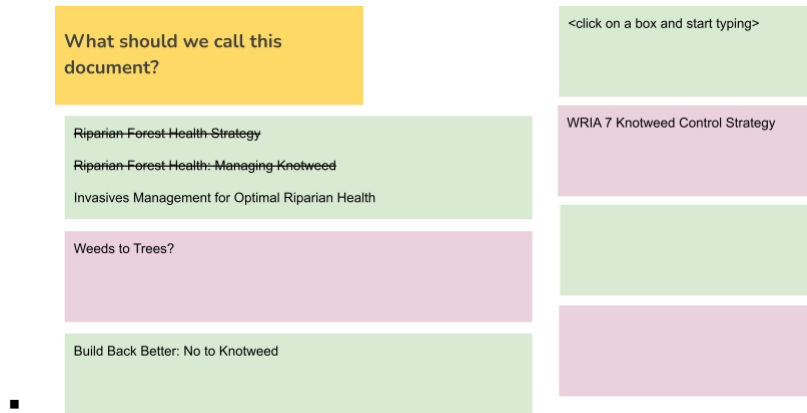 What should we call this
document?
Riparian Forest Health Strategy
Riparian Forest Health: Managing Knotweed
Invasives Management for Optimal Riparian Health
Weeds to Trees?
Build Back Better: No to Knotweed
<click on a box and start typing>
WRIA 7 Knotweed Control Strategy